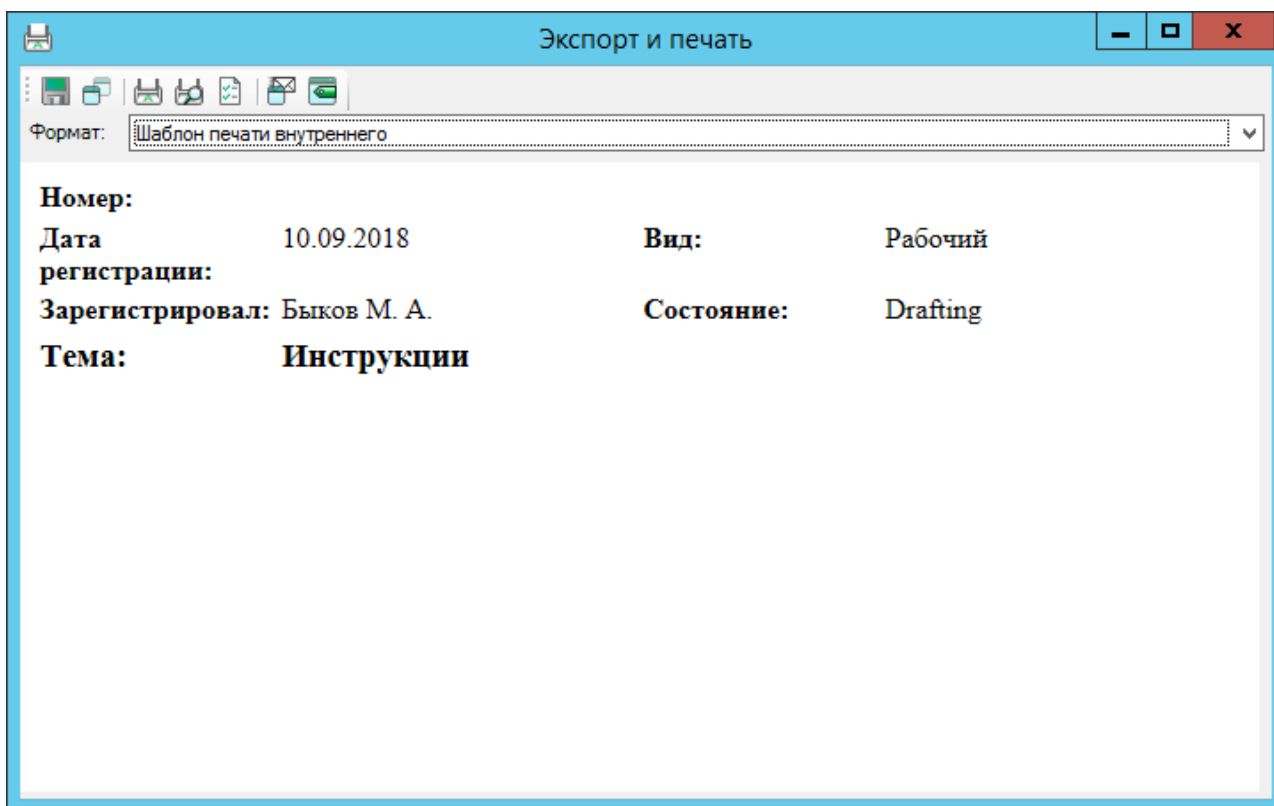 Экспорт и печать
Формат: Шаблон печати внутреннего
Номер:
Дата регистрации: 10.09.2018 Вид: Рабочий
Зарегистрировал: Быков М. А. Состояние: Drafting
Тема: Инструкции